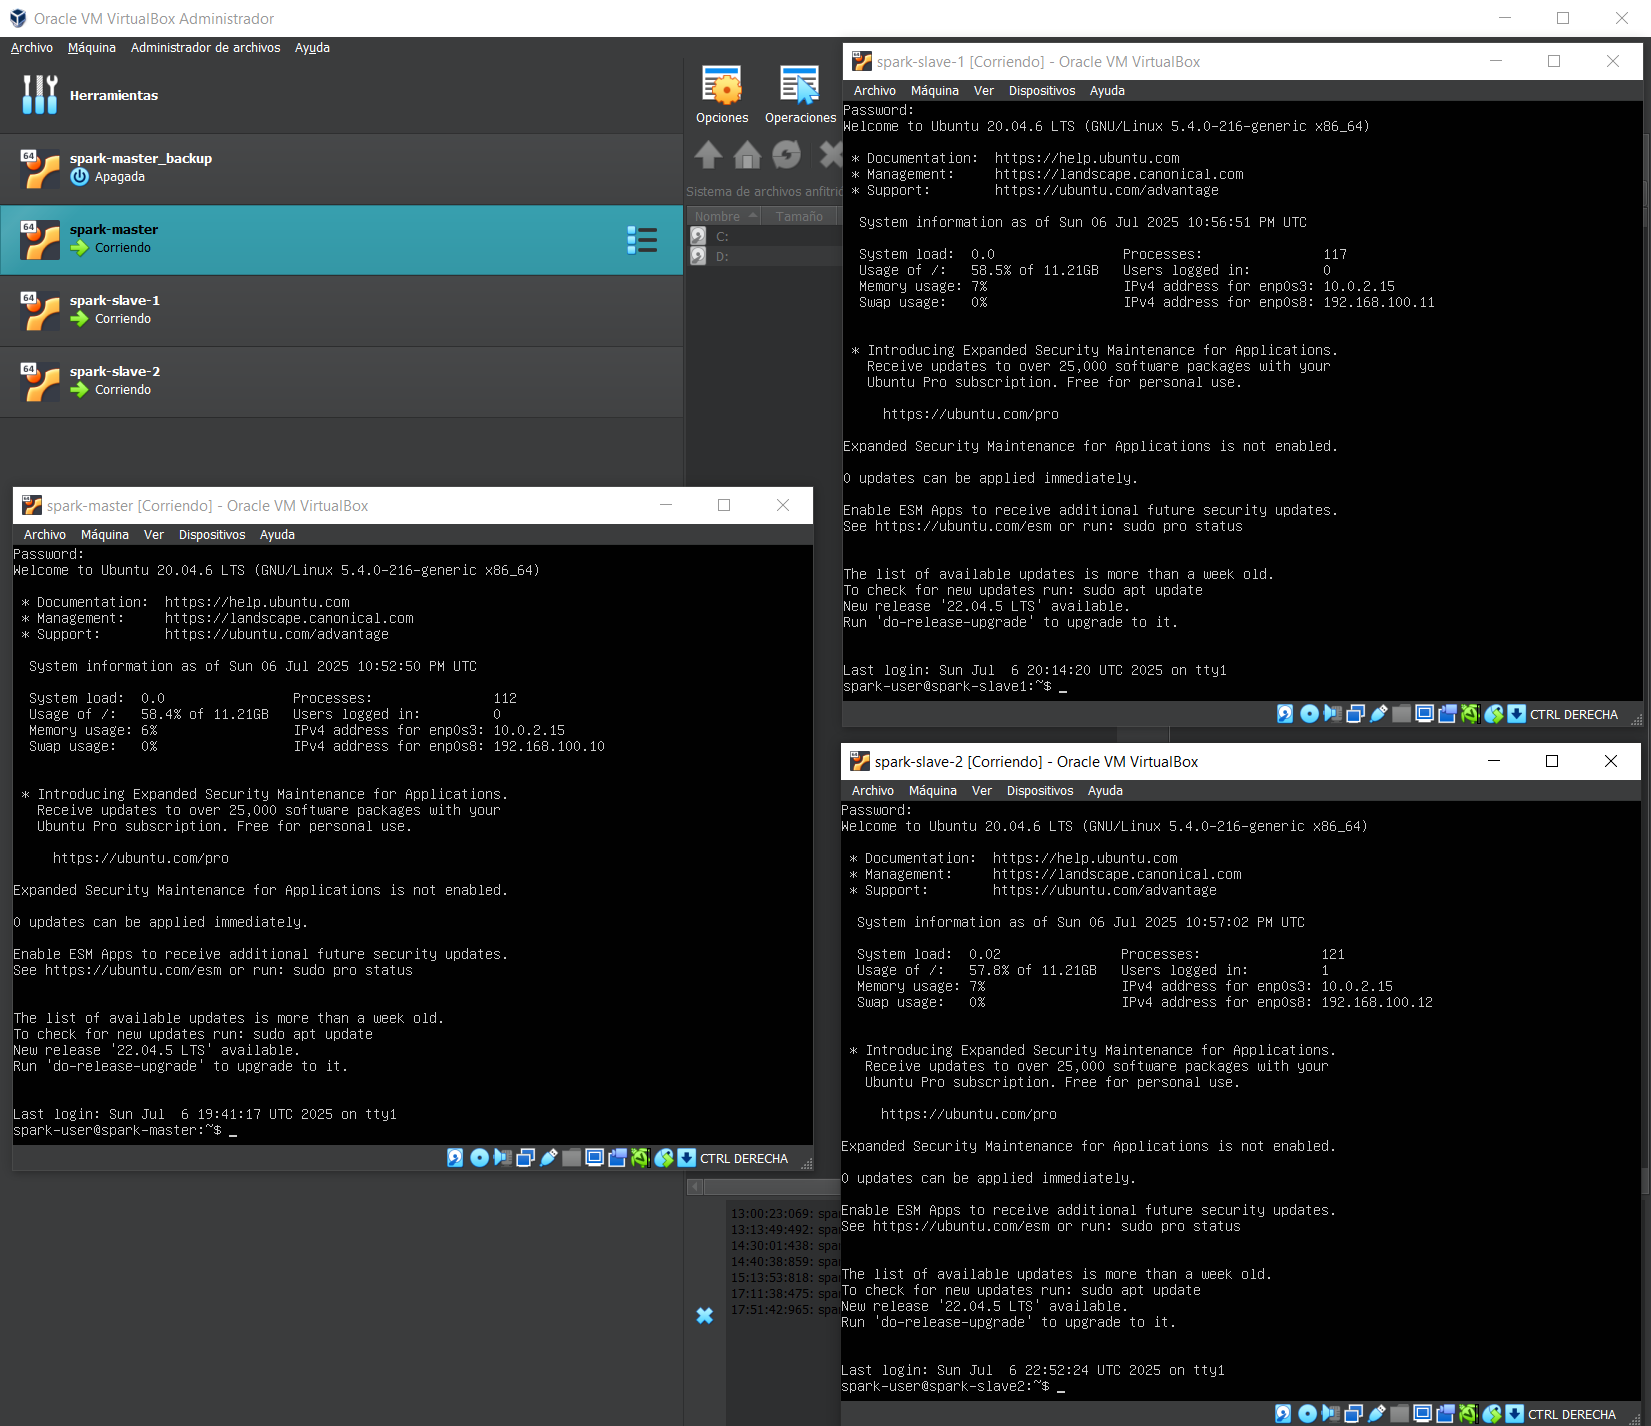 Oracle VM VirtualBox Administrador
Archivo Máquina Administrador de archivos Ayuda
Herramientas
64 spark-master_backup
Apagada
64 spark-master
Corriendo
64 spark-slave-1
Corriendo
64 spark-slave-2
Corriendo
Opciones Operaciones
Sistema de archivos
Nombre Tamaño
C:
D:
spark-master [Corriendo] - Oracle VM VirtualBox
Archivo Máquina Ver Dispositivos Ayuda
Password:
Welcome to Ubuntu 20.04.6 LTS (GNU/Linux 5.4.0-216-generic x86_64)
* Documentation: https://help.ubuntu.com
* Management: https://landscape.canonical.com
* Support: https://ubuntu.com/advantage
System information as of Sun 06 Jul 2025 10:52:50 PM UTC
System load: 0.0 Processes: 112
Usage of /: 58.4% of 11.21GB Users logged in: 0
Memory usage: 6% IPv4 address for enp0s3: 10.0.2.15
Swap usage: 0% IPv4 address for enp0s8: 192.168.100.10
* Introducing Expanded Security Maintenance for Applications.
Receive updates to over 25,000 software packages with your
Ubuntu Pro subscription. Free for personal use.
https://ubuntu.com/pro
Expanded Security Maintenance for Applications is not enabled.
0 updates can be applied immediately.
Enable ESM Apps to receive additional future security updates.
See https://ubuntu.com/esm or run: sudo pro status
The list of available updates is more than a week old.
To check for new updates run: sudo apt update
New release '22.04.5 LTS' available.
Run 'do-release-upgrade' to upgrade to it.
Last login: Sun Jul  6 19:41:17 UTC 2025 on tty1
spark-user@spark-master:~$ _
CTRL DERECHA
spark-slave-1 [Corriendo] - Oracle VM VirtualBox
Archivo Máquina Ver Dispositivos Ayuda
Password:
Welcome to Ubuntu 20.04.6 LTS (GNU/Linux 5.4.0-216-generic x86_64)
* Documentation: https://help.ubuntu.com
* Management: https://landscape.canonical.com
* Support: https://ubuntu.com/advantage
System information as of Sun 06 Jul 2025 10:56:51 PM UTC
System load: 0.0 Processes: 117
Usage of /: 58.5% of 11.21GB Users logged in: 0
Memory usage: 7% IPv4 address for enp0s3: 10.0.2.15
Swap usage: 0% IPv4 address for enp0s8: 192.168.100.11
* Introducing Expanded Security Maintenance for Applications.
Receive updates to over 25,000 software packages with your
Ubuntu Pro subscription. Free for personal use.
https://ubuntu.com/pro
Expanded Security Maintenance for Applications is not enabled.
0 updates can be applied immediately.
Enable ESM Apps to receive additional future security updates.
See https://ubuntu.com/esm or run: sudo pro status
The list of available updates is more than a week old.
To check for new updates run: sudo apt update
New release '22.04.5 LTS' available.
Run 'do-release-upgrade' to upgrade to it.
Last login: Sun Jul  6 20:14:20 UTC 2025 on tty1
spark-user@spark-slave1:~$ _
CTRL DERECHA
spark-slave-2 [Corriendo] - Oracle VM VirtualBox
Archivo Máquina Ver Dispositivos Ayuda
Password:
Welcome to Ubuntu 20.04.6 LTS (GNU/Linux 5.4.0-216-generic x86_64)
* Documentation: https://help.ubuntu.com
* Management: https://landscape.canonical.com
* Support: https://ubuntu.com/advantage
System information as of Sun 06 Jul 2025 10:57:02 PM UTC
System load: 0.02 Processes: 121
Usage of /: 57.8% of 11.21GB Users logged in: 1
Memory usage: 7% IPv4 address for enp0s3: 10.0.2.15
Swap usage: 0% IPv4 address for enp0s8: 192.168.100.12
* Introducing Expanded Security Maintenance for Applications.
Receive updates to over 25,000 software packages with your
Ubuntu Pro subscription. Free for personal use.
https://ubuntu.com/pro
Expanded Security Maintenance for Applications is not enabled.
0 updates can be applied immediately.
Enable ESM Apps to receive additional future security updates.
See https://ubuntu.com/esm or run: sudo pro status
The list of available updates is more than a week old.
To check for new updates run: sudo apt update
New release '22.04.5 LTS' available.
Run 'do-release-upgrade' to upgrade to it.
Last login: Sun Jul  6 22:52:24 UTC 2025 on tty1
spark-user@spark-slave2:~$ _
CTRL DERECHA
13:00:23:069:
13:13:49:492:
14:30:01:438:
14:40:38:859:
15:13:53:818:
17:11:38:475:
17:51:42:965: